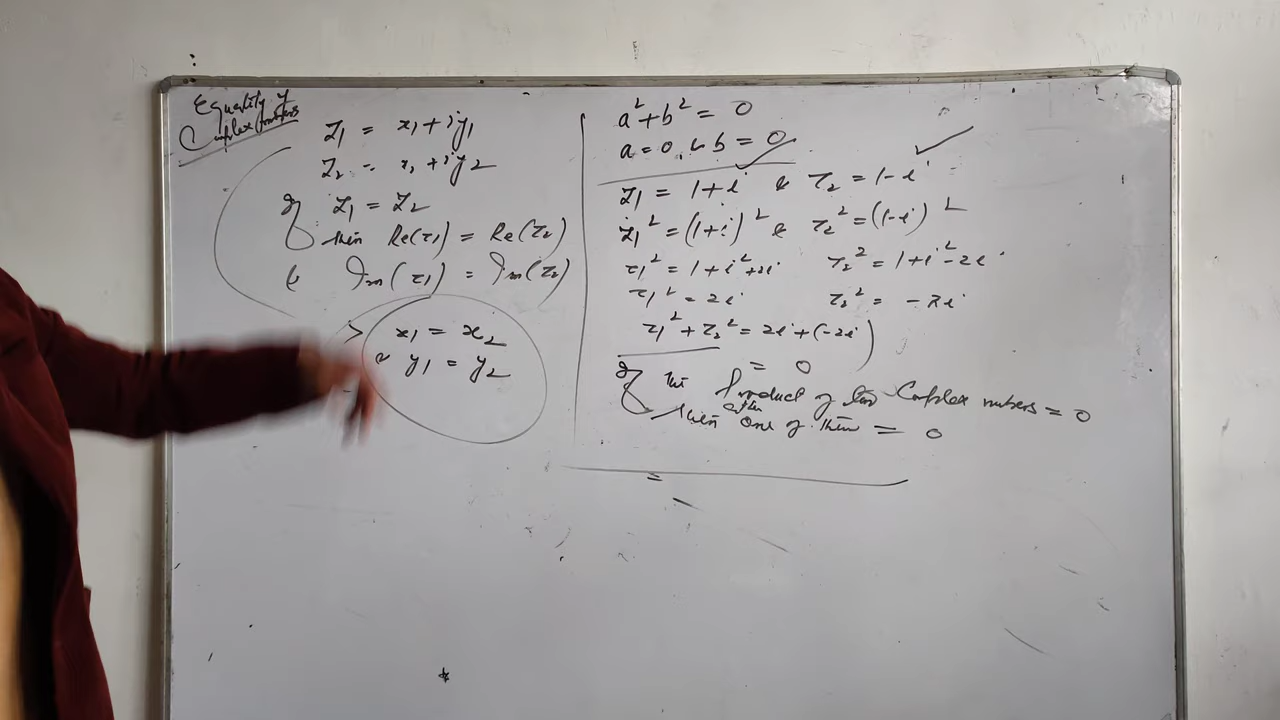 Equality of
Complex numbers
z₁ = x₁ + iy₁
z₂ = x₂ + iy₂
If z₁ = z₂
then Re(z₁) = Re(z₂)
& Im(z₁) = Im(z₂)
x₁ = x₂
& y₁ = y₂
a² + b² = 0
a = 0, & b = 0
z₁ = 1 + i & z₂ = 1 - i
z₁² = (1+i)² & z₂² = (1-i)²
z₁² = 1 + i² + 2i z₂² = 1 + i² - 2i
z₁² = 2i z₂² = -2i
z₁² + z₂² = 2i + (-2i)
= 0
If the Product of two Complex numbers = 0
then one of them = 0
=